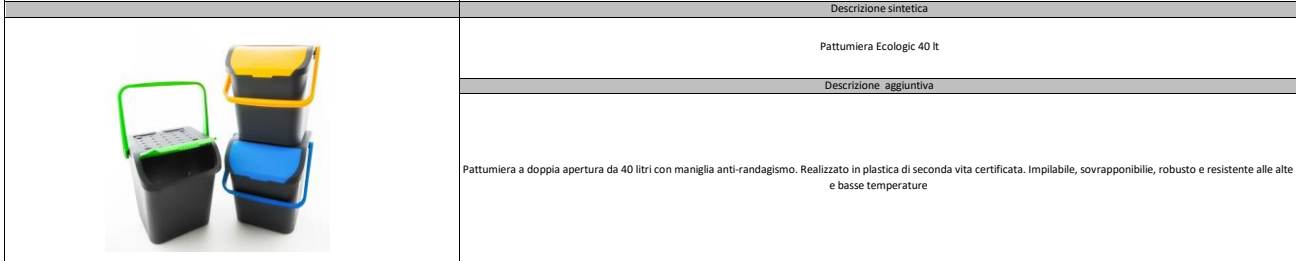 Descrizione sintetica
Pattumiera Ecologic 40 lt
Descrizione aggiuntiva
Pattumiera a doppia apertura da 40 litri con maniglia anti-randagismo. Realizzato in plastica di seconda vita certificata. Impilabile, sovrapponibilie, robusto e resistente alle alte
e basse temperature